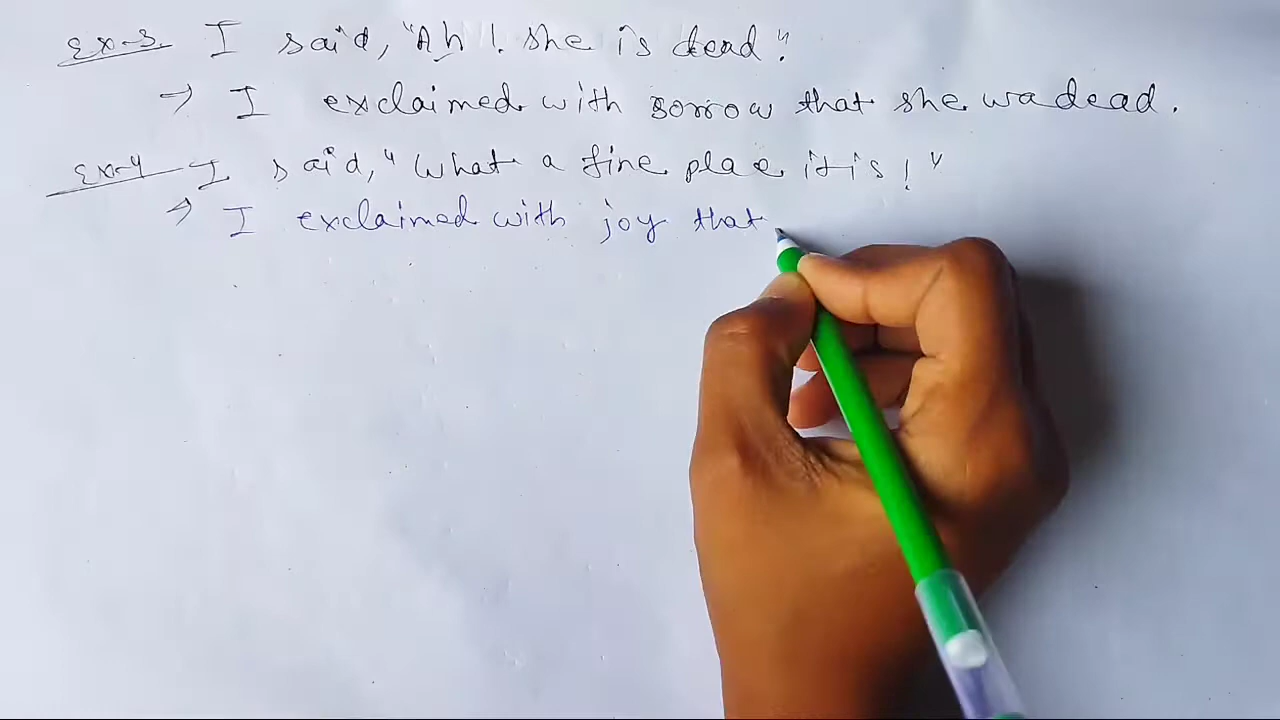 Ex-3. I said, "Ah! she is dead".
→ I exclaimed with sorrow that she wa dead.
Ex-4 I said, "What a fine plac it is!"
→ I exclaimed with joy that